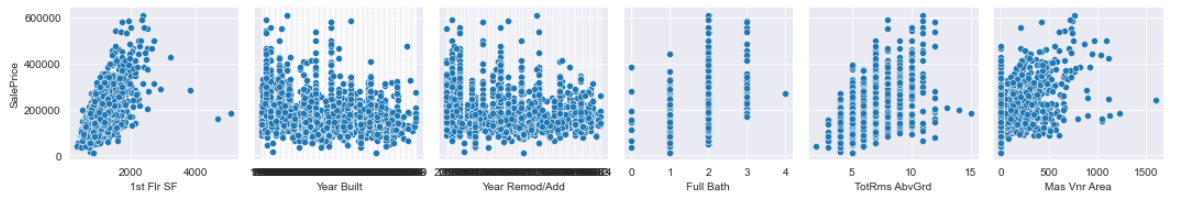 600000
400000
200000
0
SalePrice
2000 4000
1st Flr SF
Year Built
Year Remod/Add
0 1 2 3 4
Full Bath
5 10 15
TotRms AbvGrd
0 500 1000 1500
Mas Vnr Area